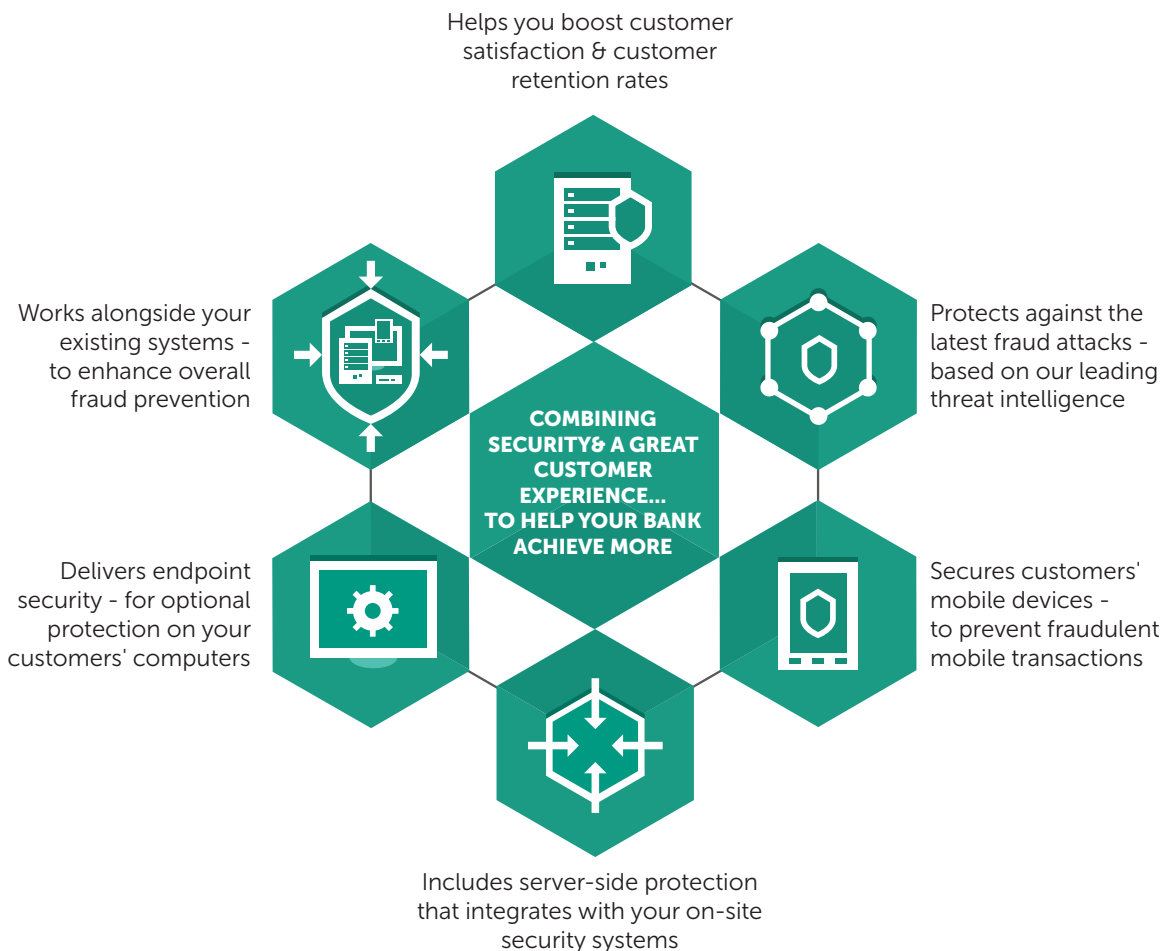 Helps you boost customer
satisfaction & customer
retention rates
Works alongside your
existing systems -
to enhance overall
fraud prevention
Protects against the
latest fraud attacks -
based on our leading
threat intelligence
COMBINING
SECURITY& A GREAT
CUSTOMER
EXPERIENCE...
TO HELP YOUR BANK
ACHIEVE MORE
Delivers endpoint
security - for optional
protection on your
customers' computers
Secures customers'
mobile devices -
to prevent fraudulent
mobile transactions
Includes server-side protection
that integrates with your on-site
security systems